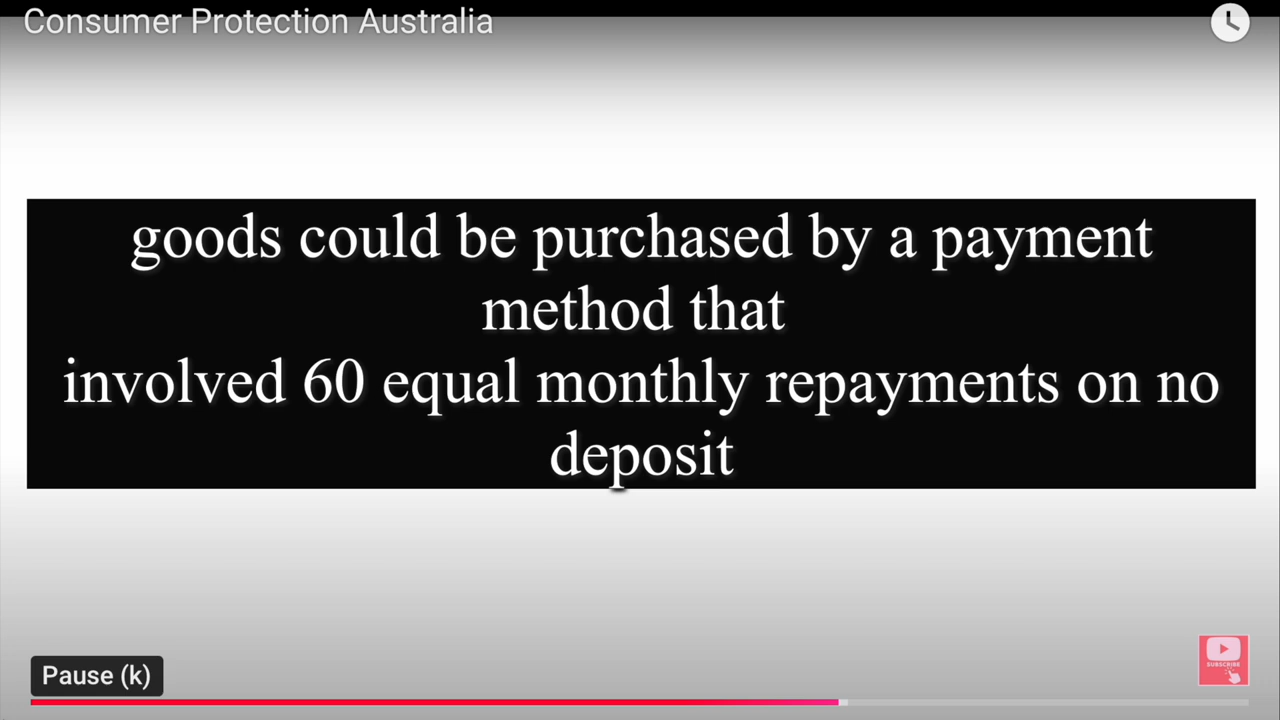 Consumer Protection Australia
goods could be purchased by a payment
method that
involved 60 equal monthly repayments on no
deposit
SUBSCRIBE
Pause (k)